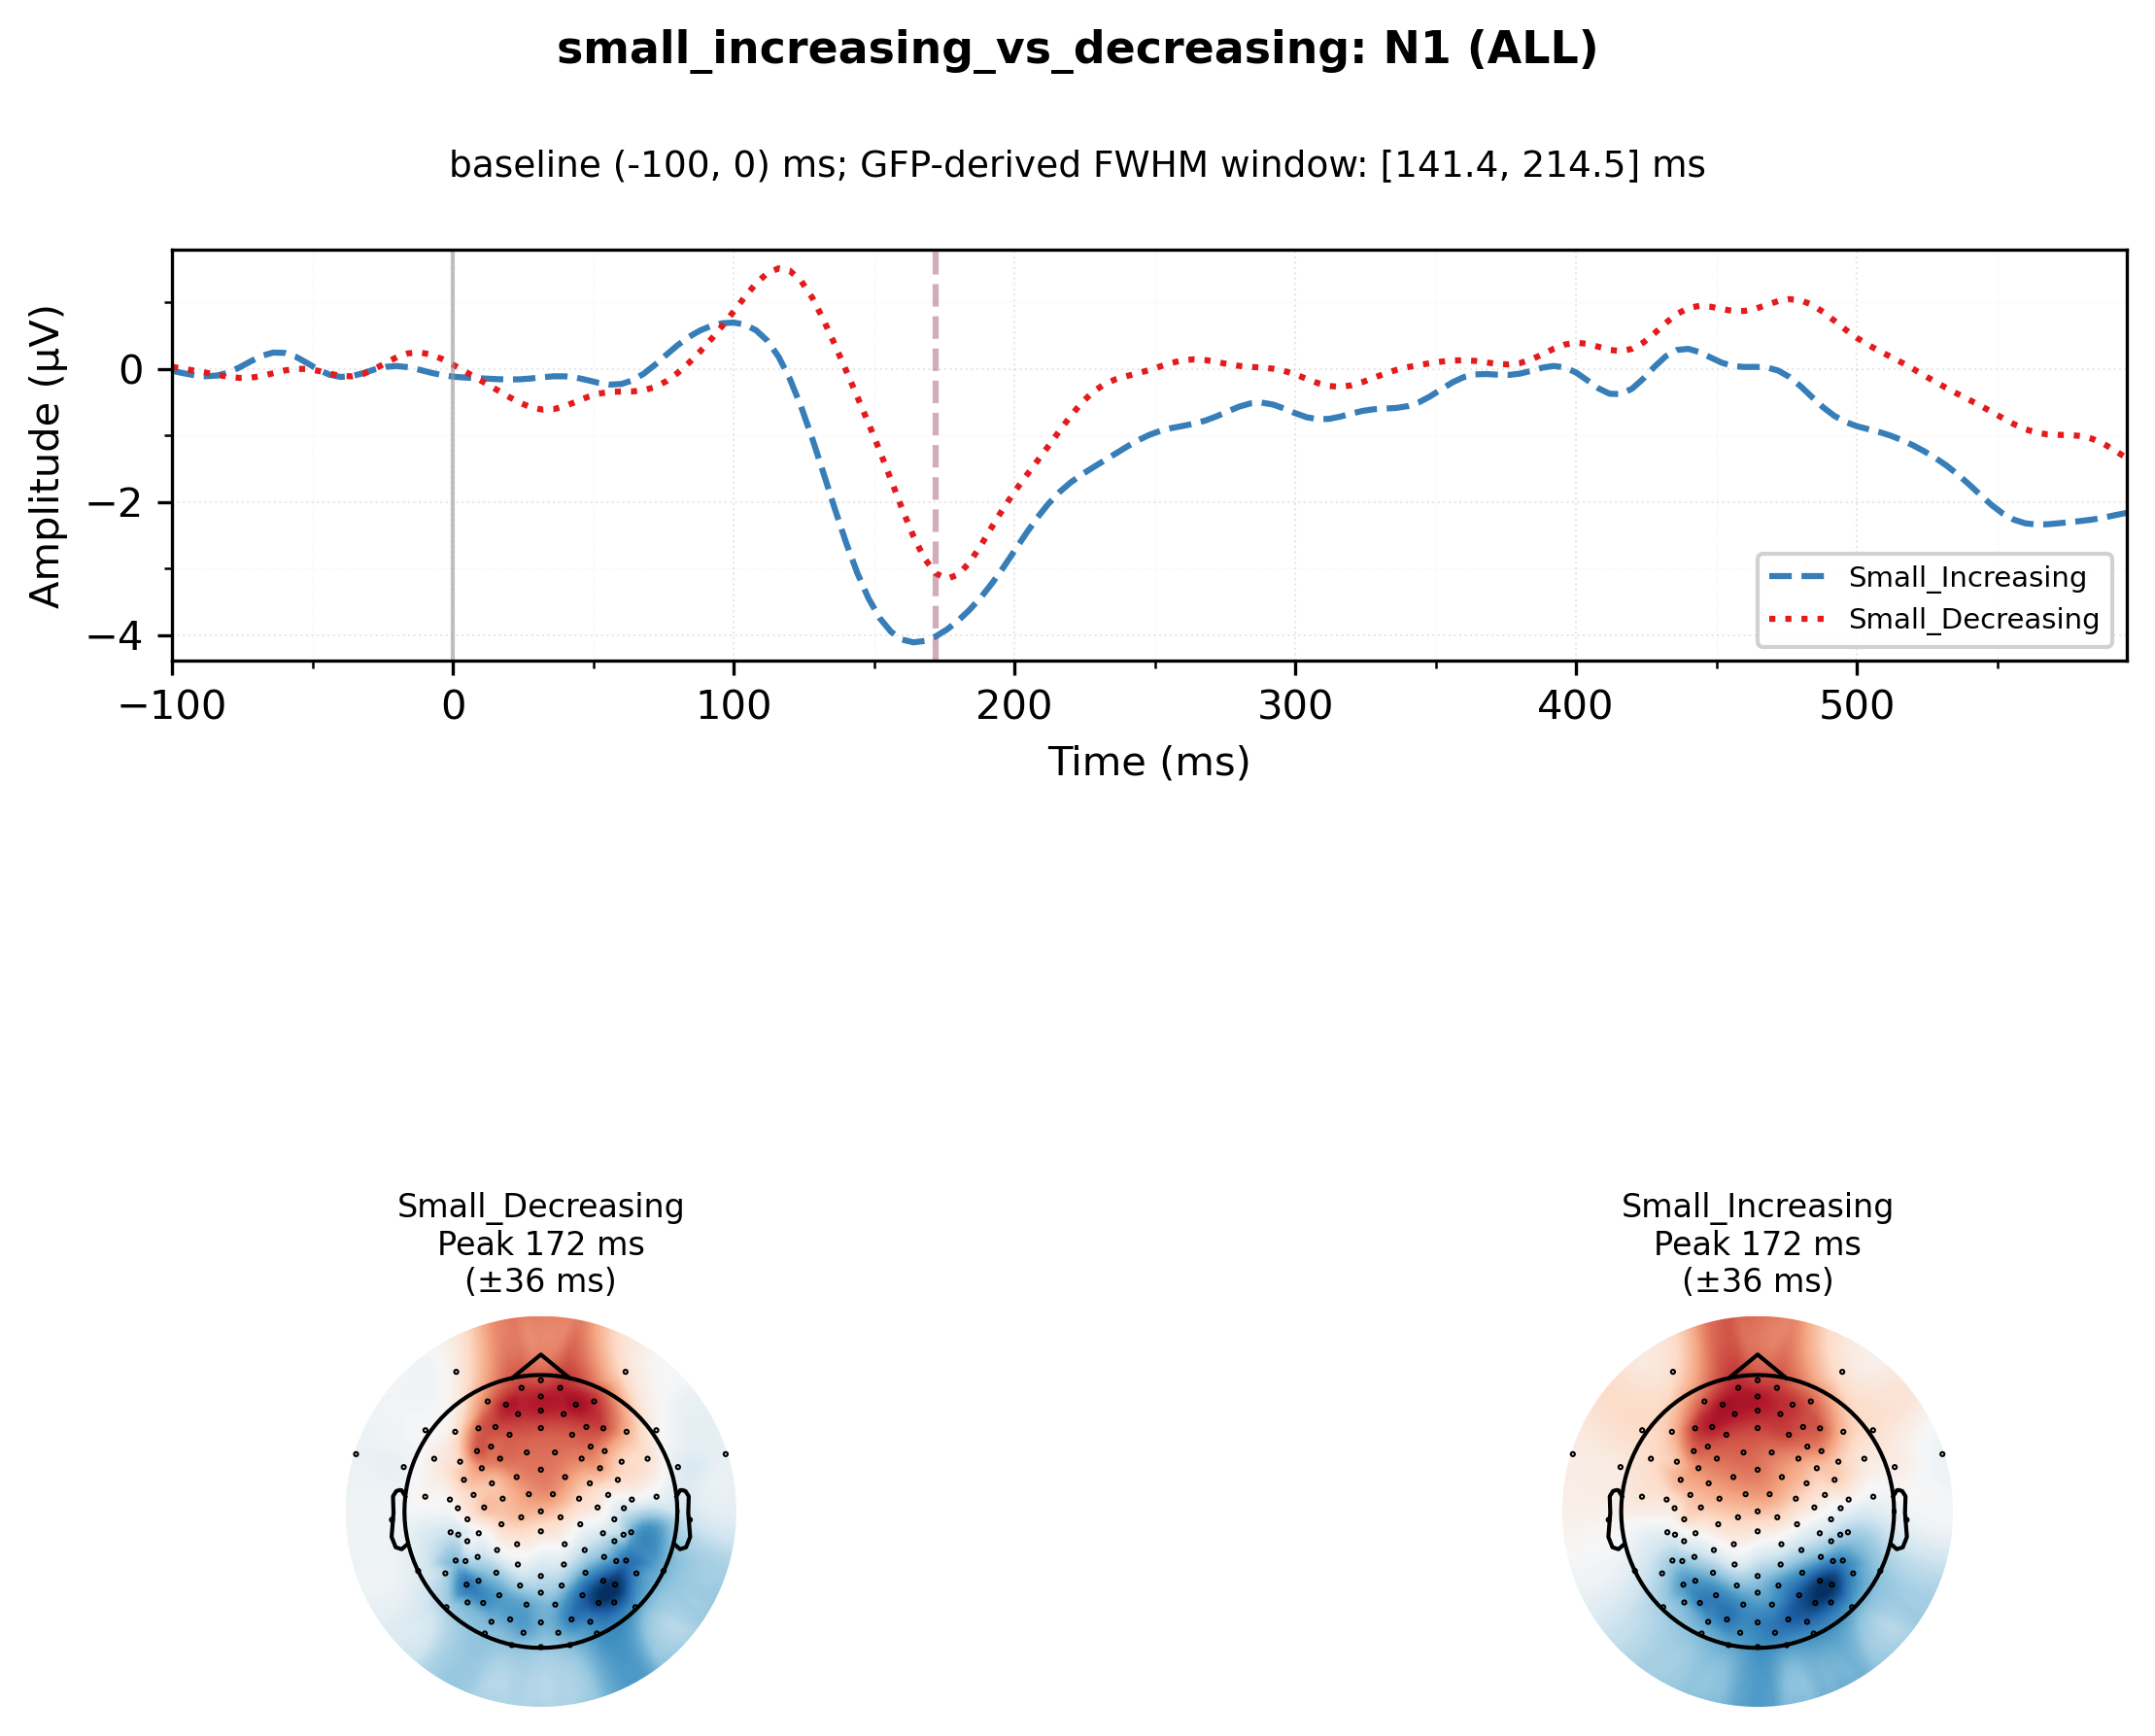 small_increasing_vs_decreasing: N1 (ALL)
baseline (-100, 0) ms; GFP-derived FWHM window: [141.4, 214.5] ms
Amplitude (µV)
0
−2
−4
Small_Increasing
Small_Decreasing
−100 0 100 200 300 400 500
Time (ms)
Small_Decreasing
Peak 172 ms
(±36 ms)
Small_Increasing
Peak 172 ms
(±36 ms)